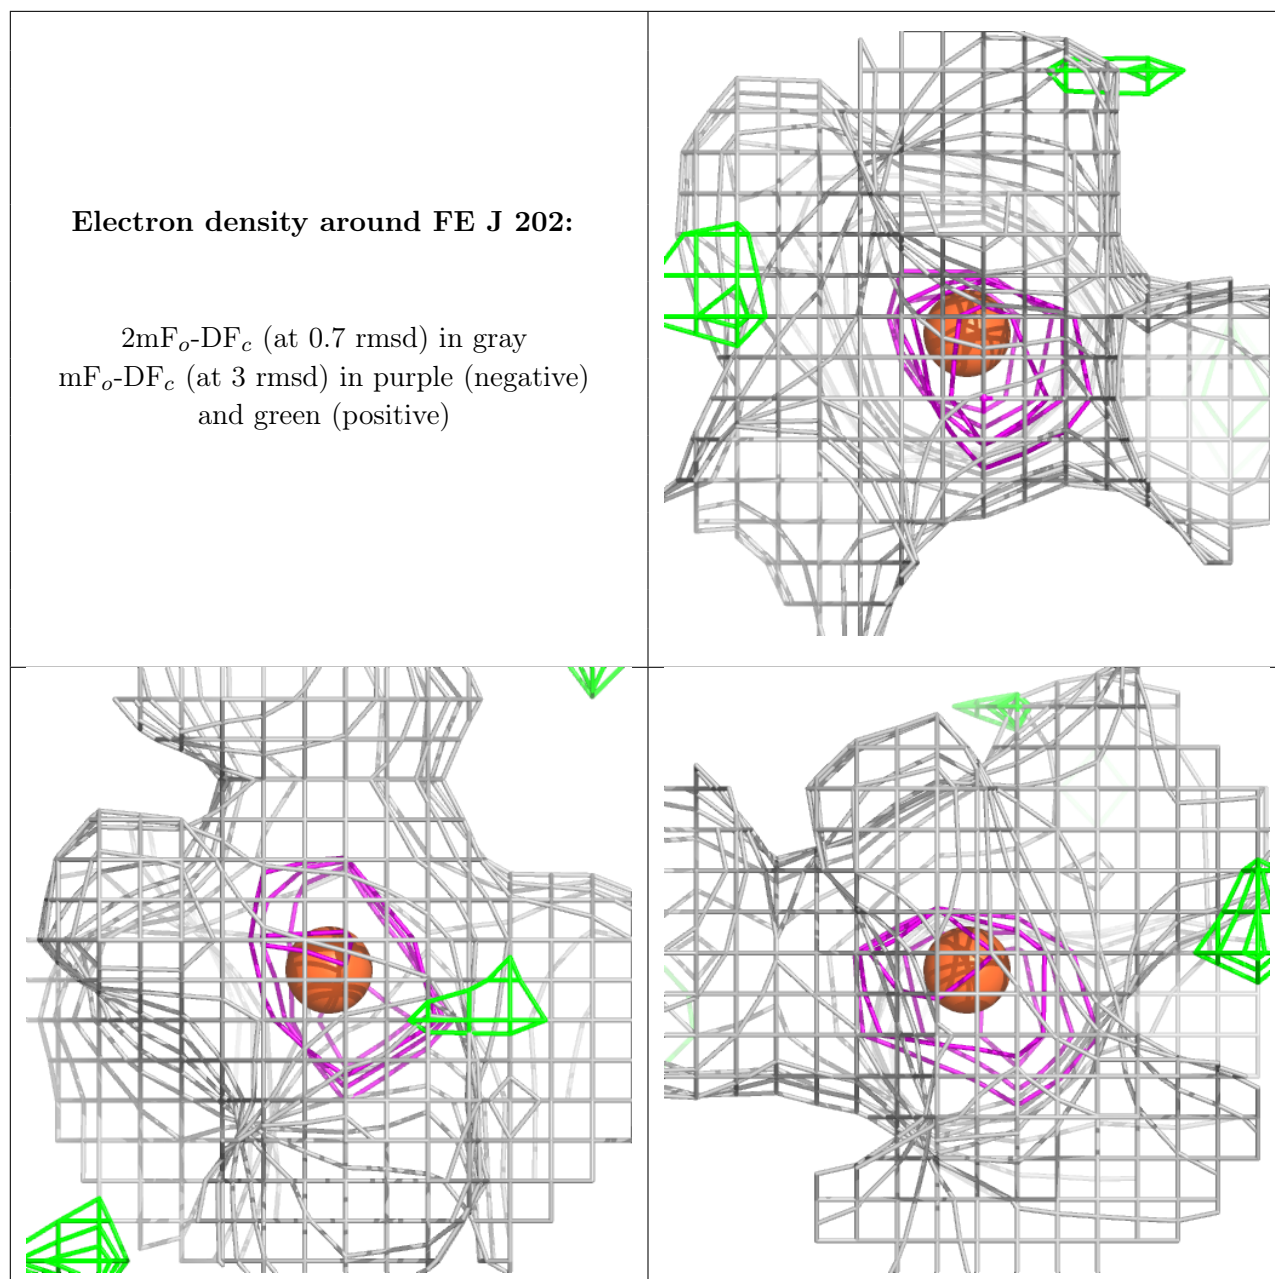 Electron density around FE J 202:
2mFo-DFc (at 0.7 rmsd) in gray
mFo-DFc (at 3 rmsd) in purple (negative)
and green (positive)